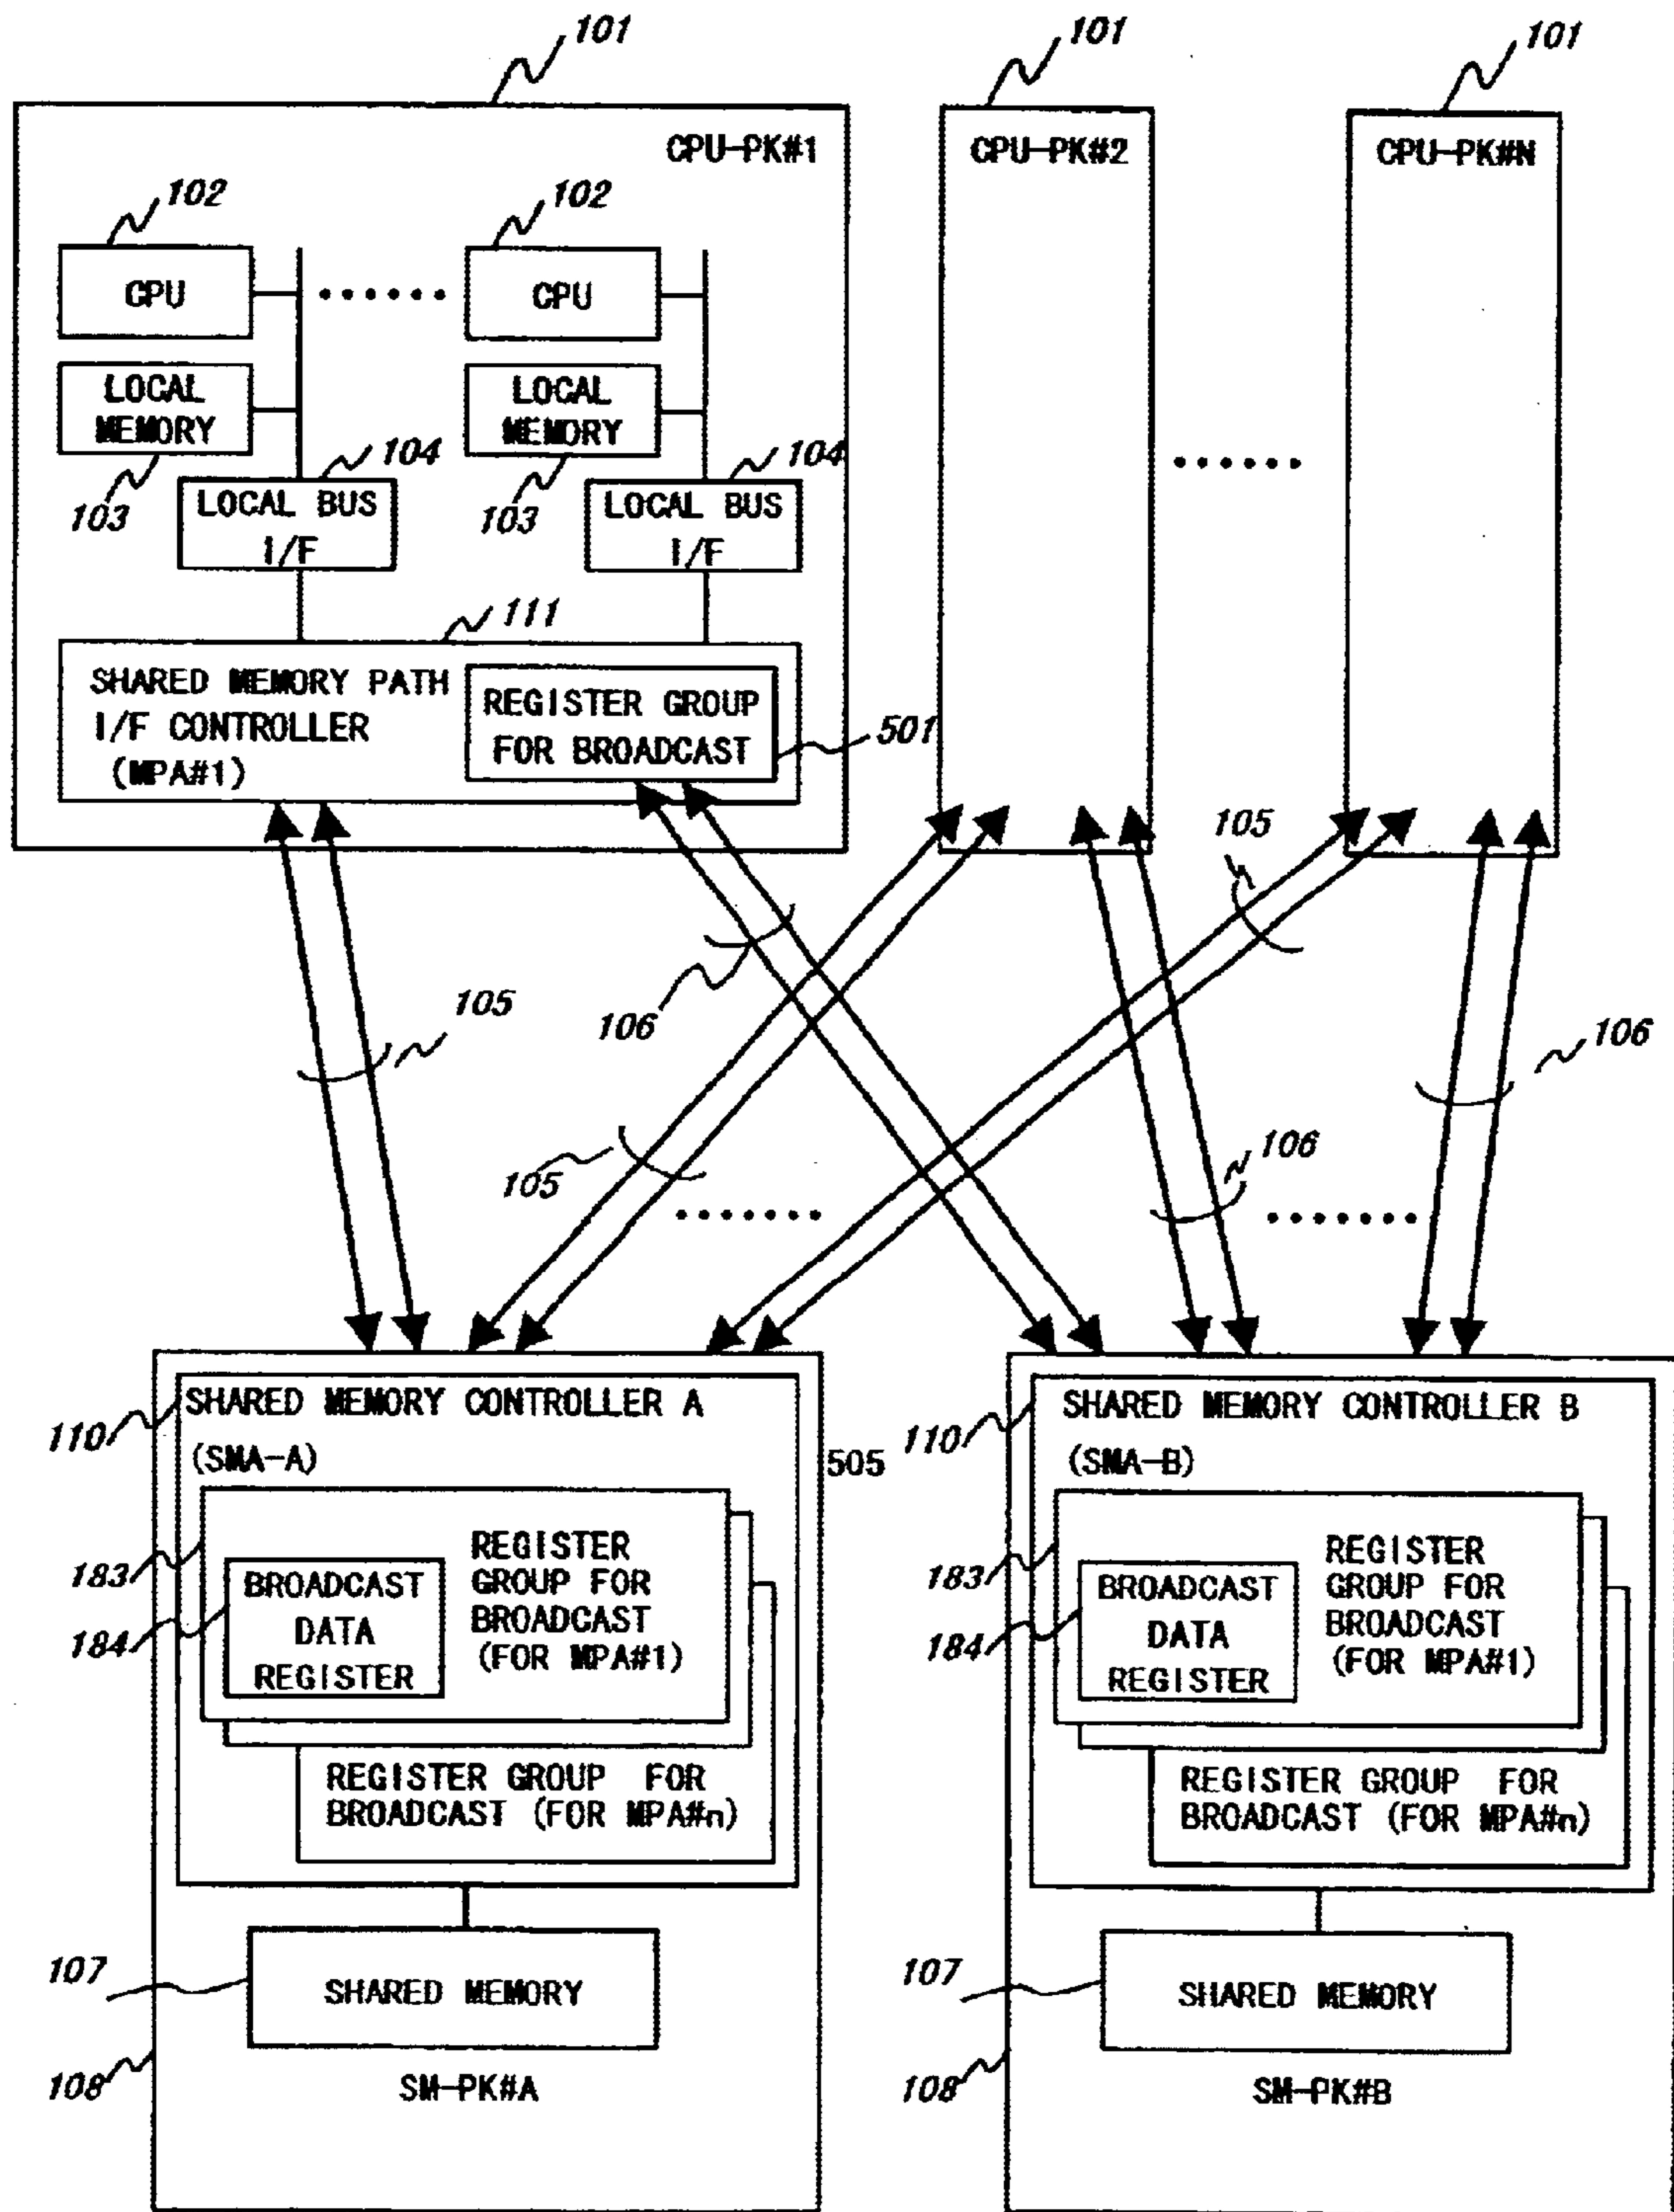 101
101
101
CPU-PK#1
CPU-PK#2
CPU-PK#N
102
102
CPU
CPU
LOCAL
MEMORY
LOCAL
MEMORY
103
104
103
104
LOCAL BUS
I/F
LOCAL BUS
I/F
111
SHARED MEMORY PATH
I/F CONTROLLER
(MPA#1)
REGISTER GROUP
FOR BROADCAST
501
105
105
106
106
105
106
SHARED MEMORY CONTROLLER A
(SMA-A)
110
505
183
184
BROADCAST
DATA
REGISTER
REGISTER
GROUP FOR
BROADCAST
(FOR MPA#1)
REGISTER GROUP FOR
BROADCAST (FOR MPA#n)
107
SHARED MEMORY
108
SM-PK#A
SHARED MEMORY CONTROLLER B
(SMA-B)
110
183
184
BROADCAST
DATA
REGISTER
REGISTER
GROUP FOR
BROADCAST
(FOR MPA#1)
REGISTER GROUP FOR
BROADCAST (FOR MPA#n)
107
SHARED MEMORY
108
SM-PK#B